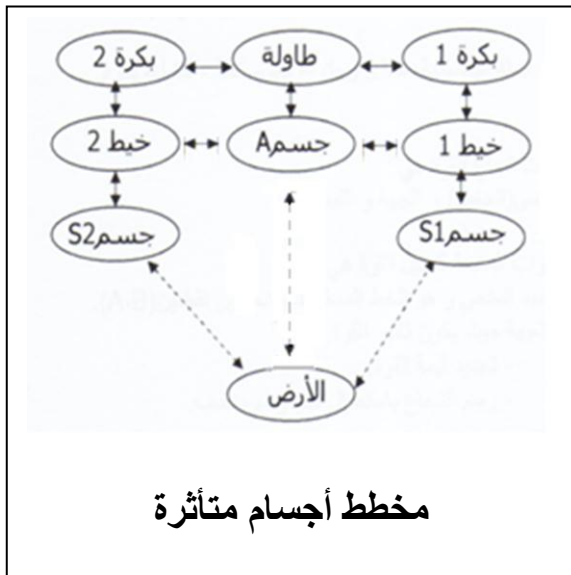 بكرة 1 طاولة بكرة 2
خيط 1 جسمA خيط 2
جسمS1 جسمS2
الأرض
مخطط أجسام متأثرة